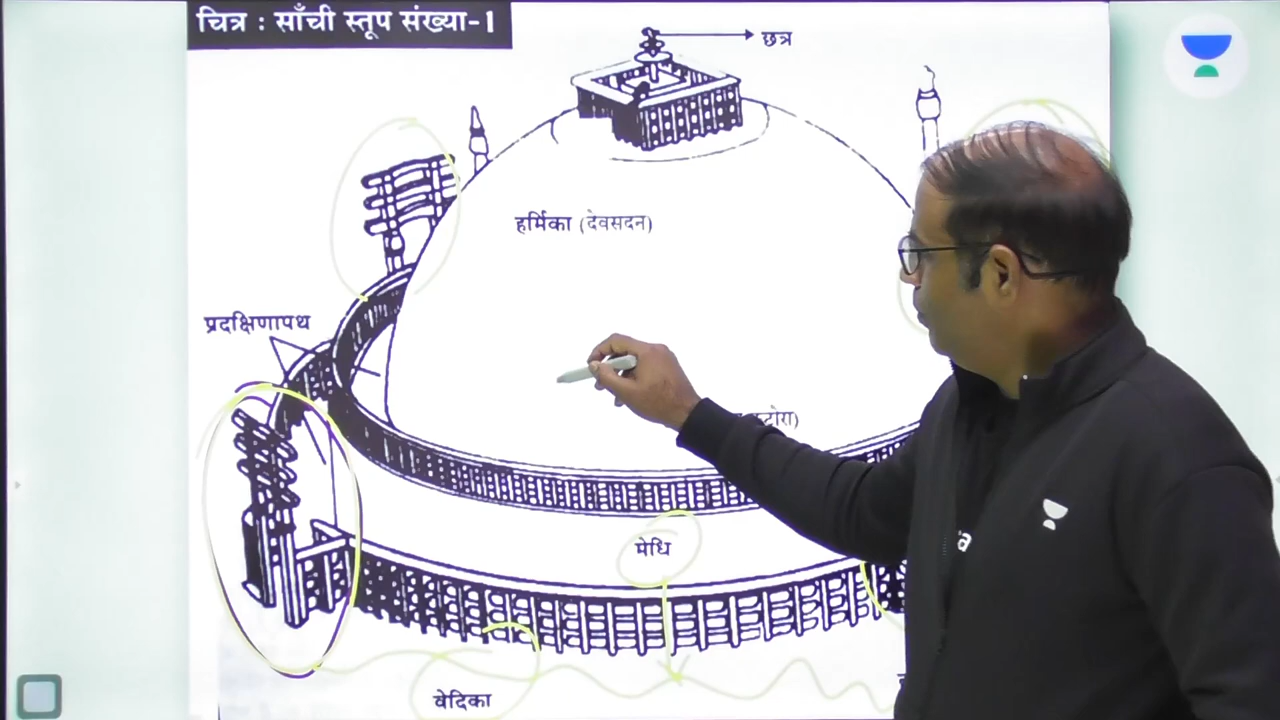 चित्र : साँची स्तूप संख्या-1
छत्र
हर्मिका (देवसदन)
प्रदक्षिणापथ
मेधि
वेदिका